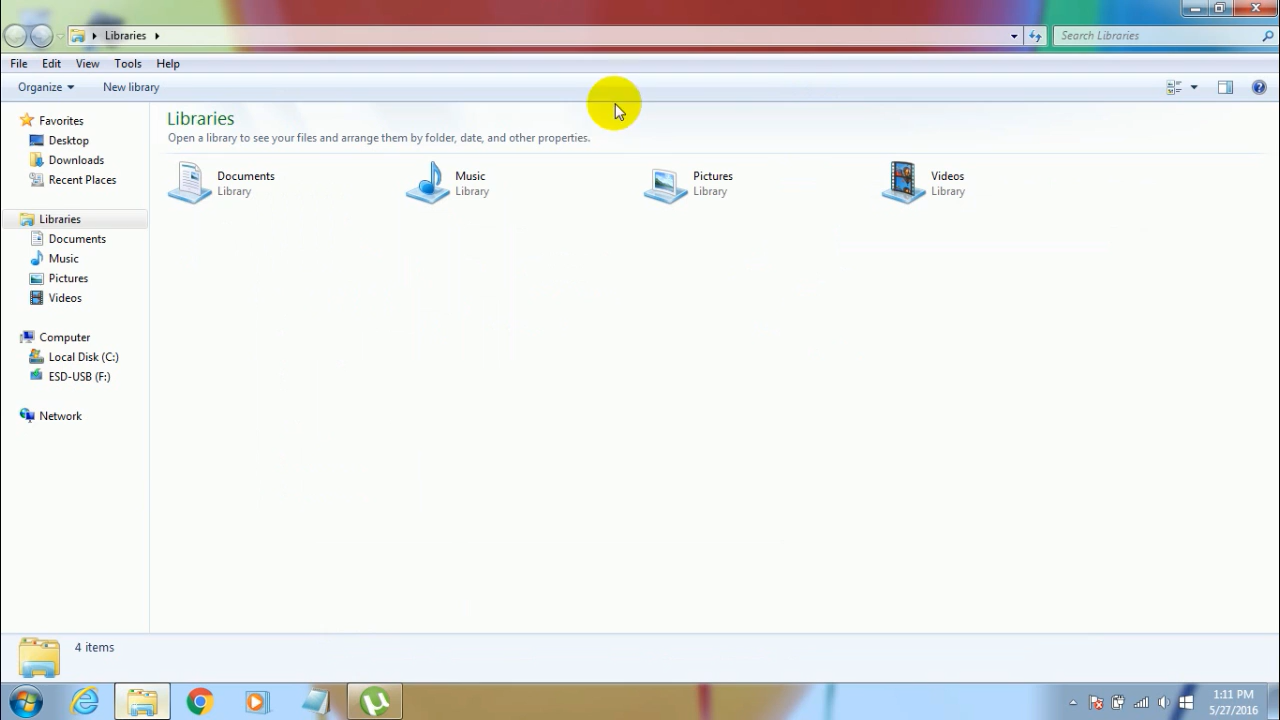 Libraries
Search Libraries
File Edit View Tools Help
Organize New library
Favorites
Desktop
Downloads
Recent Places
Libraries
Documents
Music
Pictures
Videos
Computer
Local Disk (C:)
ESD-USB (F:)
Network
Libraries
Open a library to see your files and arrange them by folder, date, and other properties.
Documents
Library
Music
Library
Pictures
Library
Videos
Library
4 items
1:11 PM
5/27/2016